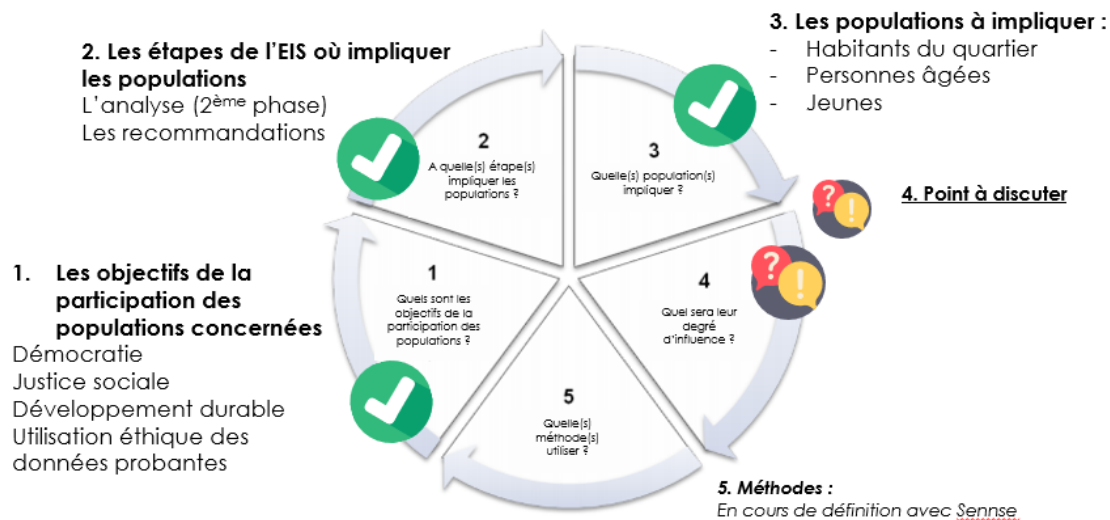 2. Les étapes de l'EIS où impliquer
les populations
L'analyse (2ème phase)
Les recommandations
3. Les populations à impliquer :
- Habitants du quartier
- Personnes âgées
- Jeunes
2
A quelle(s) étape(s)
impliquer les
populations ?
3
Quelle(s) population(s)
impliquer ?
? !
4. Point à discuter
1. Les objectifs de la
participation des
populations concernées
Démocratie
Justice sociale
Développement durable
Utilisation éthique des
données probantes
1
Quels sont les
objectifs de la
participation des
populations ?
4
Quel sera leur
degré
d'influence ?
? !
5
Quelle(s)
méthode(s)
utiliser ?
5. Méthodes :
En cours de définition avec Sennse